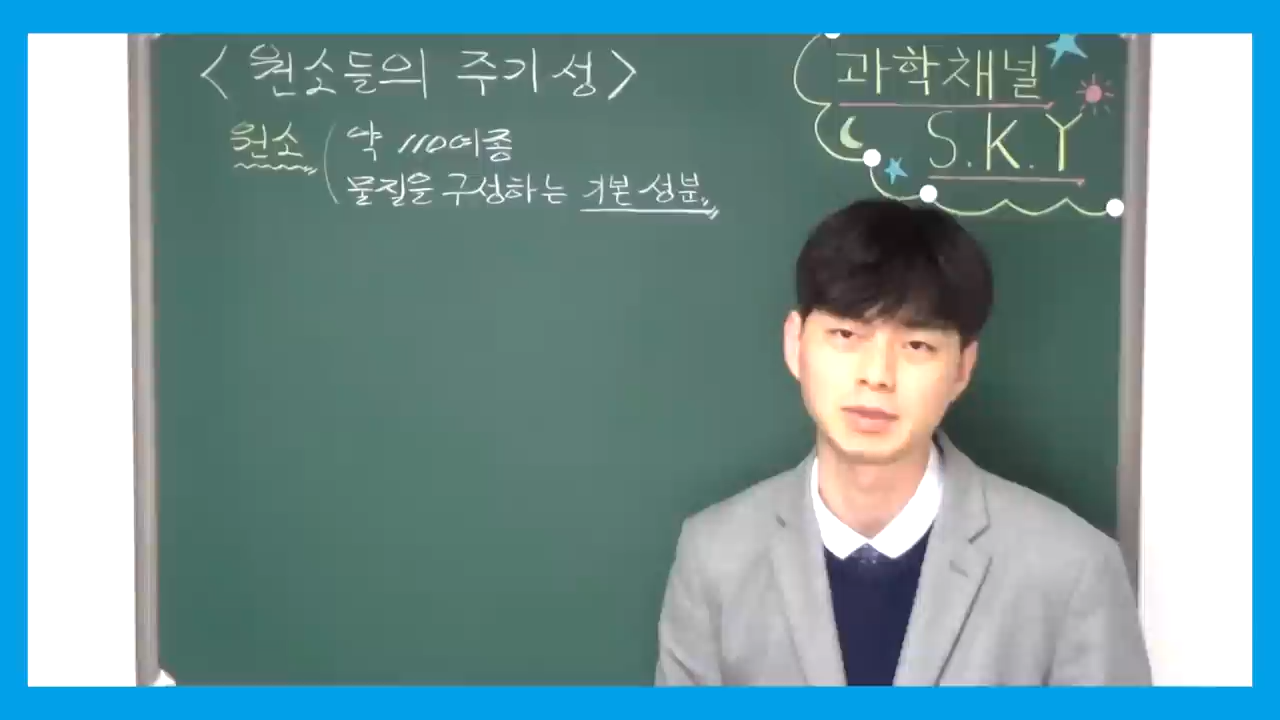 <원소들의 주기성>
원소 약 110여종
물질을 구성하는 기본 성분
과학채널
S.K.Y